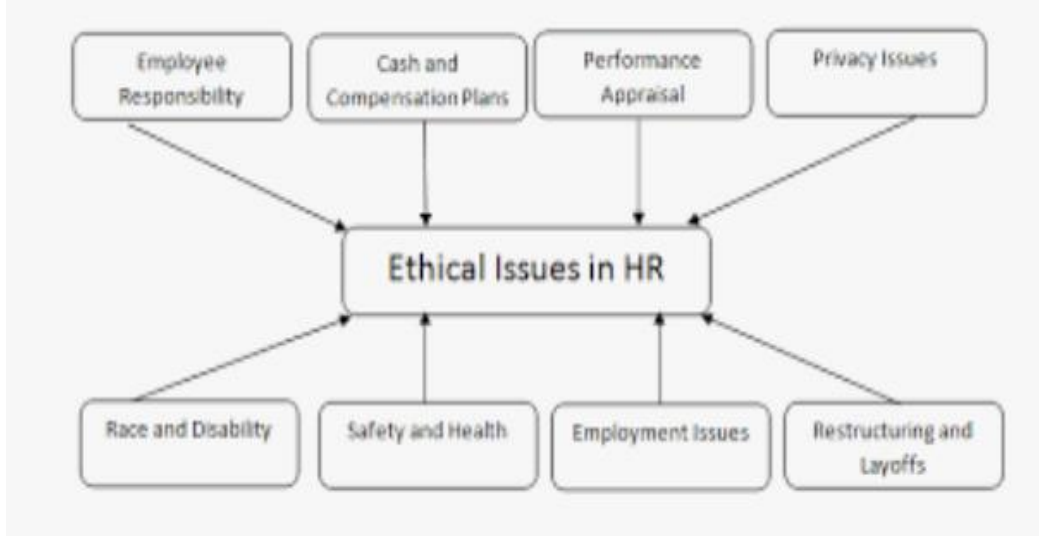 Employee
Responsibility
Cash and
Compensation Plans
Performance
Appraisal
Privacy Issues
Ethical Issues in HR
Race and Disability
Safety and Health
Employment Issues
Restructuring and
Layoffs